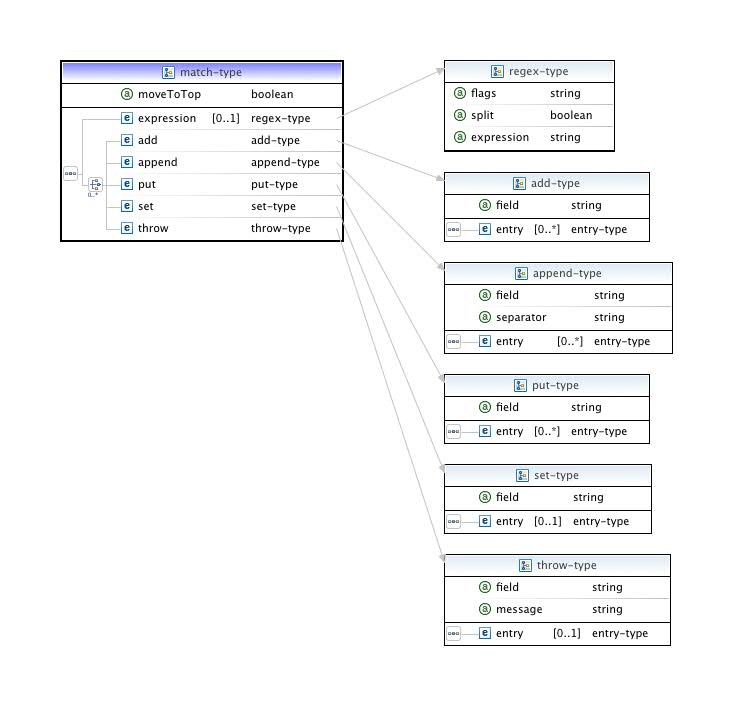 match-type
a moveToTop boolean
e expression [0..1] regex-type
e add add-type
e append append-type
e put put-type
e set set-type
e throw throw-type
regex-type
a flags string
a split boolean
a expression string
add-type
a field string
e entry [0..*] entry-type
append-type
a field string
a separator string
e entry [0..*] entry-type
put-type
a field string
e entry [0..*] entry-type
set-type
a field string
e entry [0..1] entry-type
throw-type
a field string
a message string
e entry [0..1] entry-type